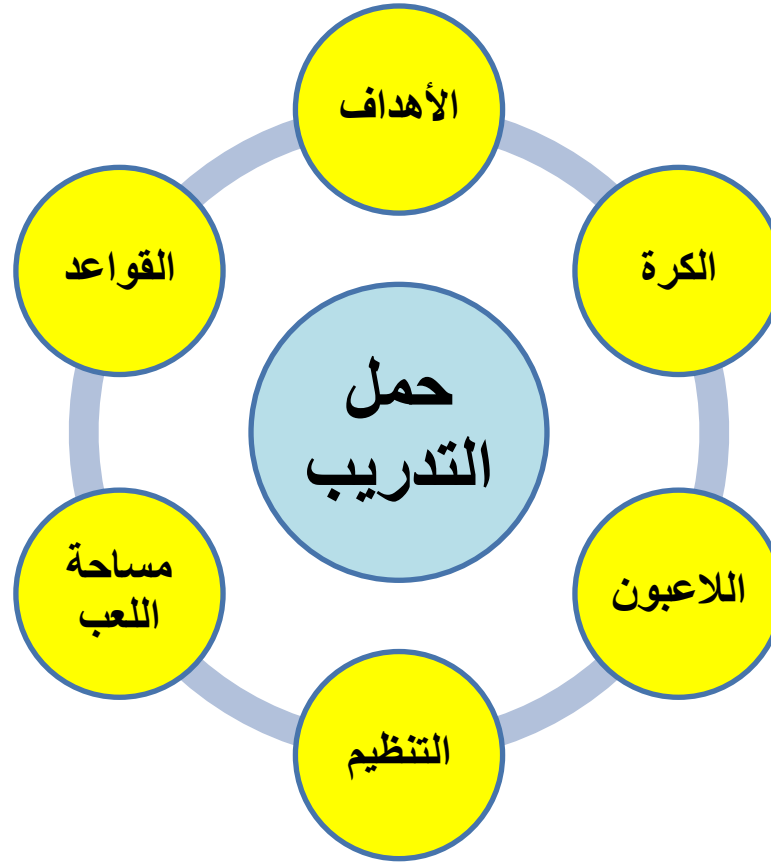 الأهداف
الكرة
القواعد
حمل
التدريب
اللاعبون
مساحة
اللعب
التنظيم